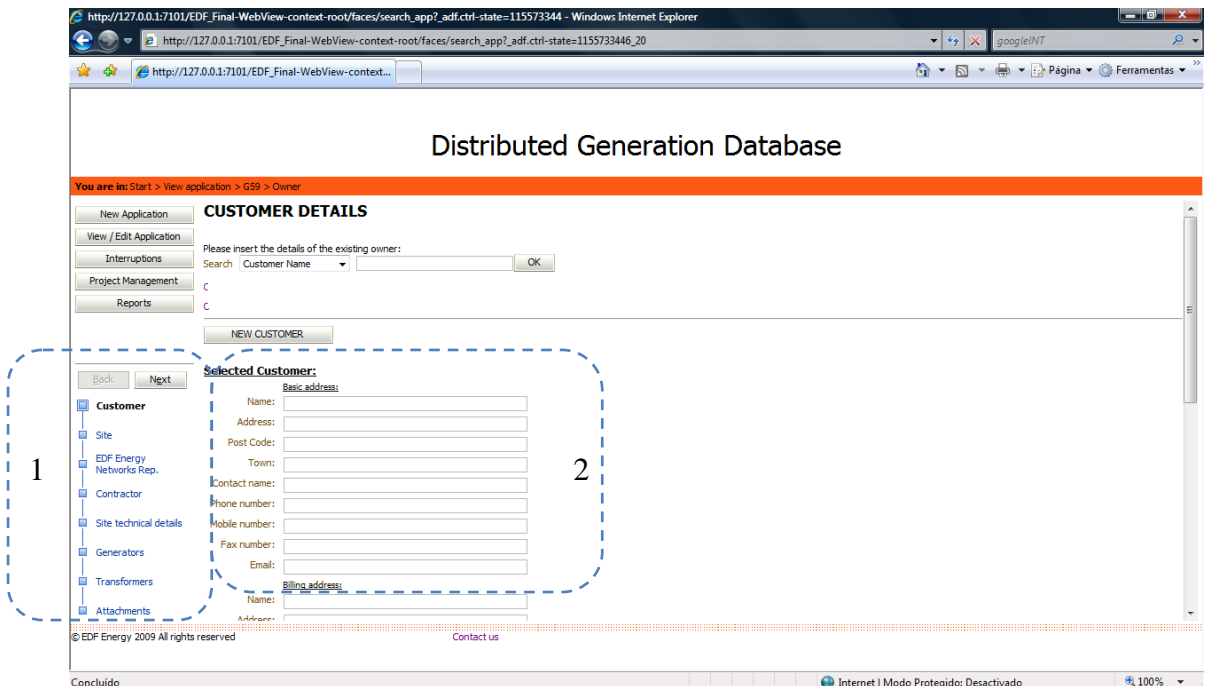 http://127.0.0.1:7101/EDF_Final-WebView-context-root/faces/search_app?_adf.ctrl-state=115573344 - Windows Internet Explorer
http://127.0.0.1:7101/EDF_Final-WebView-context-root/faces/search_app?_adf.ctrl-state=1155733446_20
googleINT
http://127.0.0.1:7101/EDF_Final-WebView-context...
Página
Ferramentas
Distributed Generation Database
You are in: Start > View application > G59 > Owner
New Application
View / Edit Application
Interruptions
Project Management
Reports
CUSTOMER DETAILS
Please insert the details of the existing owner:
Search Customer Name OK
C
C
NEW CUSTOMER
Back Next
Customer
Site
EDF Energy
Networks Rep.
Contractor
Site technical details
Generators
Transformers
Attachments
1
Selected Customer:
Basic address:
Name:
Address:
Post Code:
Town:
Contact name:
Phone number:
Mobile number:
Fax number:
Email:
Billing address:
Name:
Address:
2
© EDF Energy 2009 All rights reserved
Contact us
Concluído
Internet | Modo Protegido: Desactivado
100%